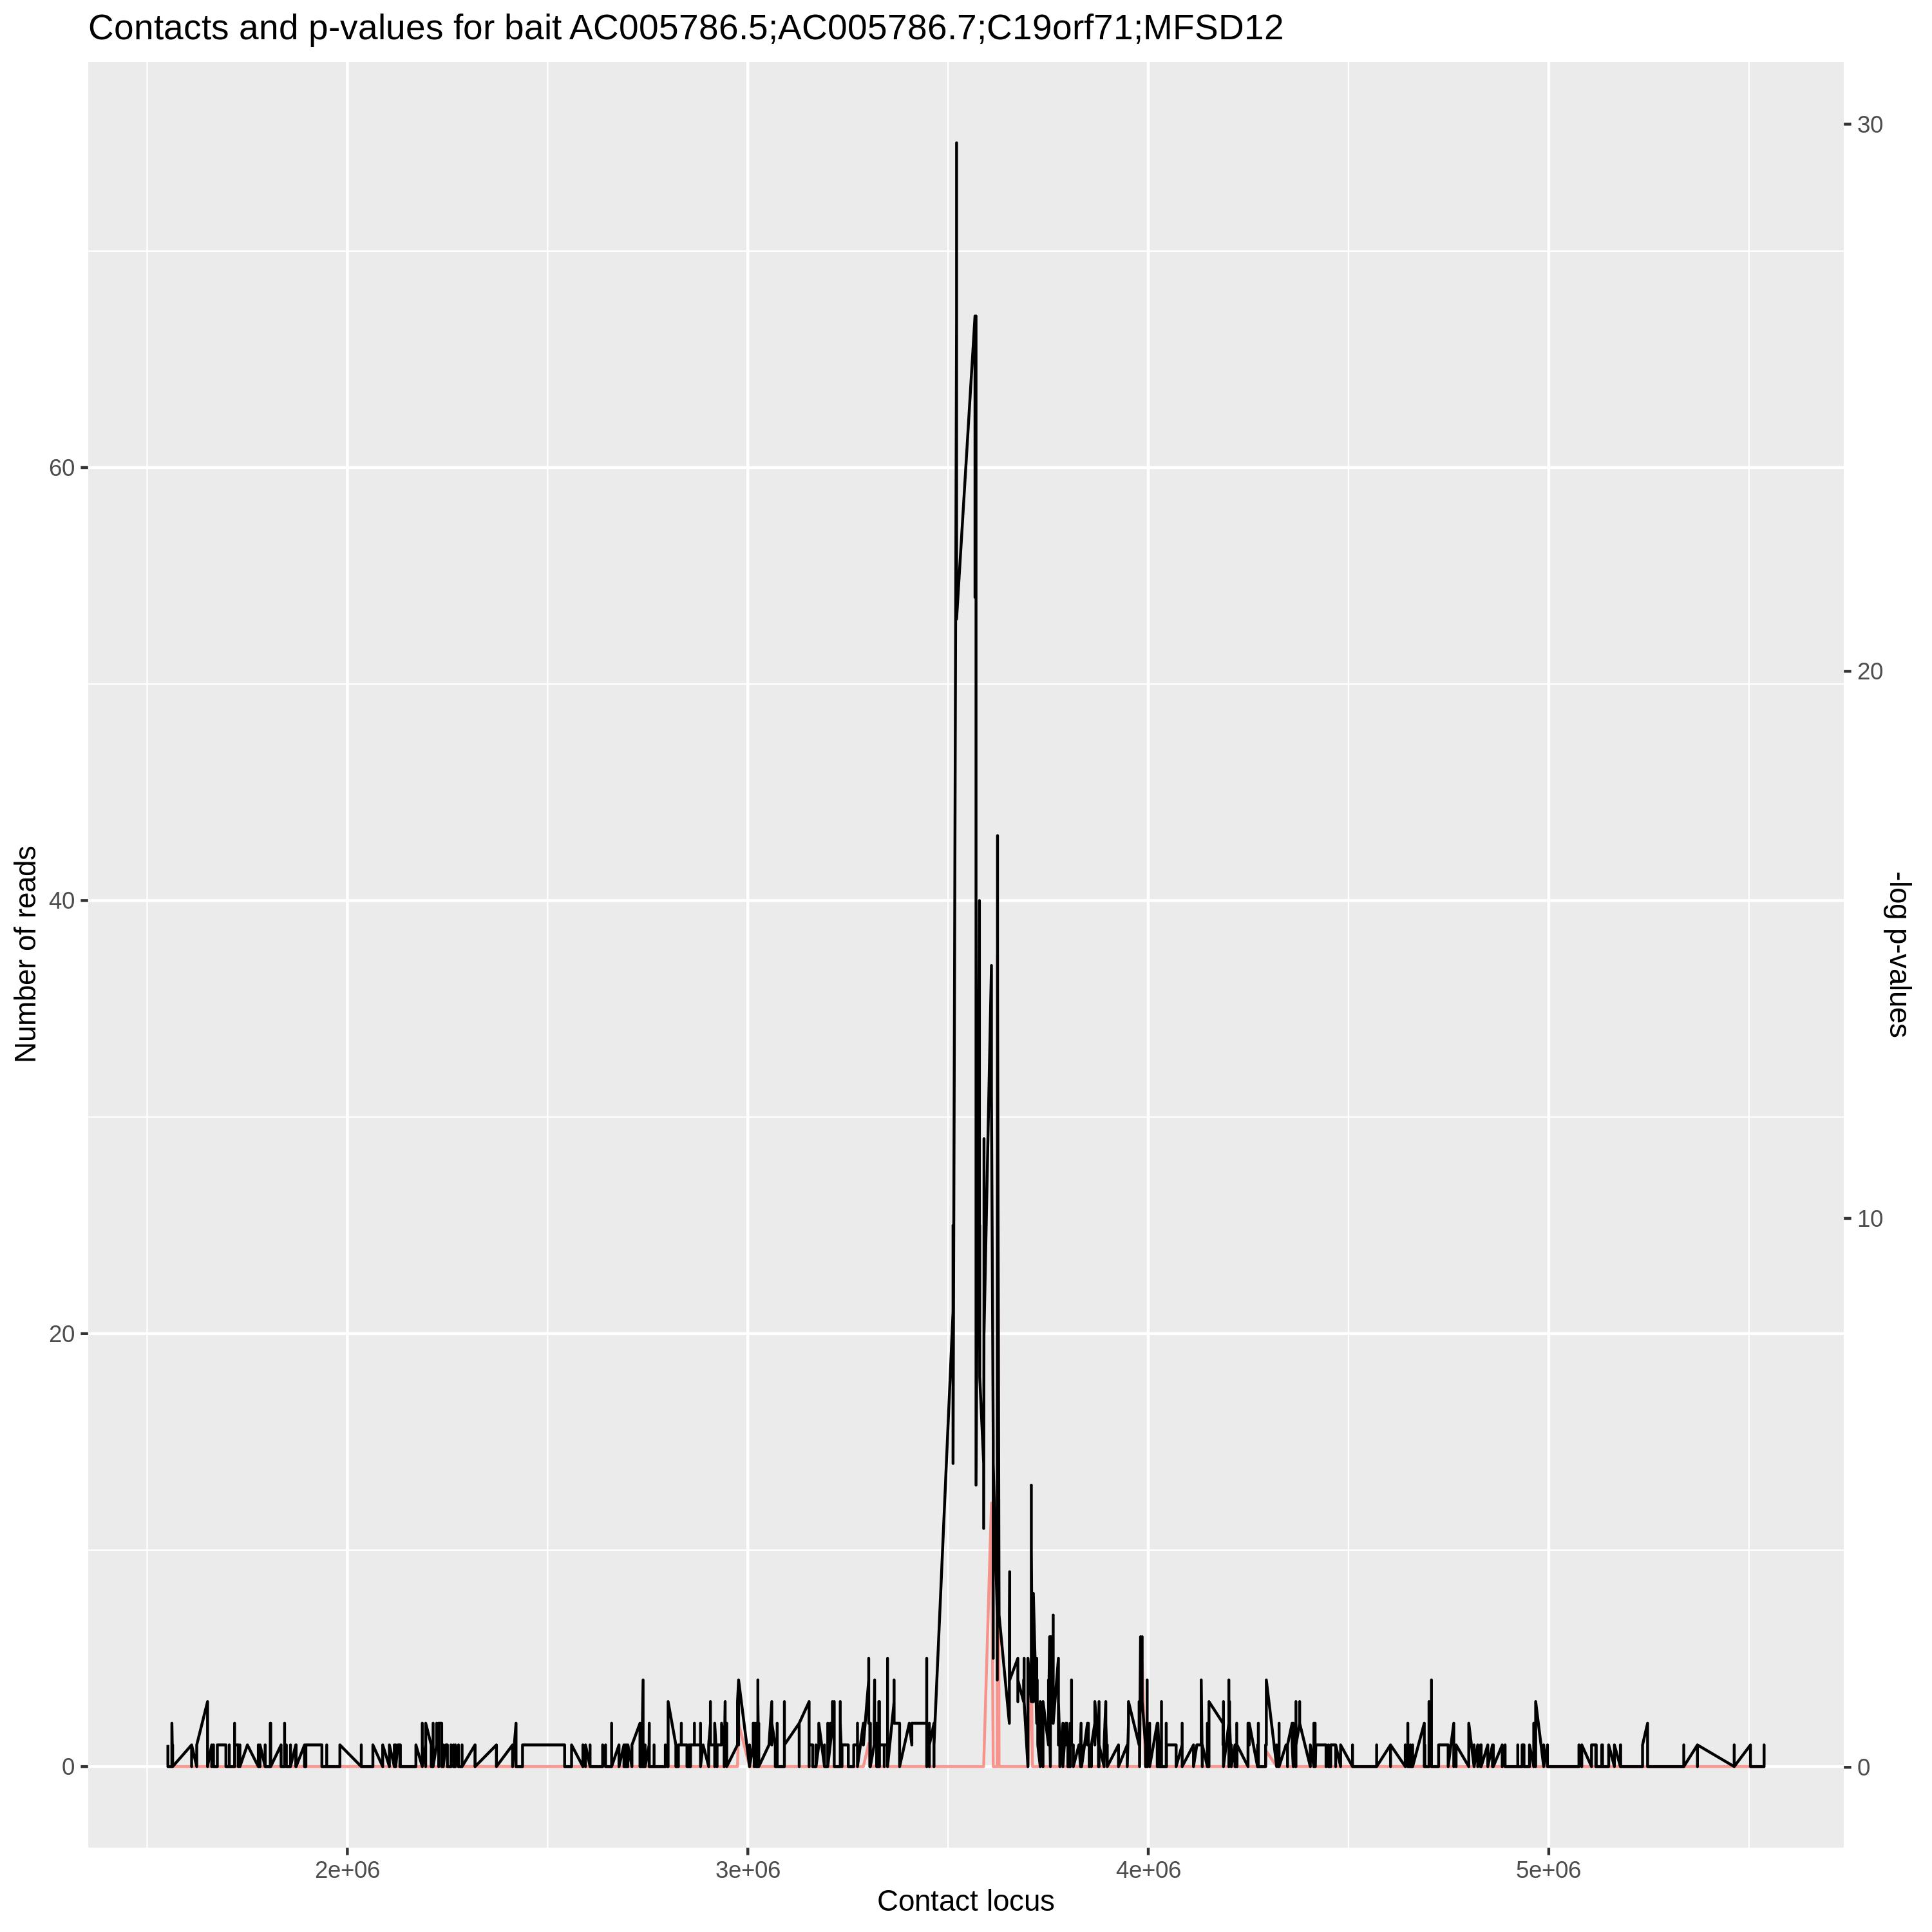 Contacts and p-values for bait AC005786.5;AC005786.7;C19orf71;MFSD12
Number of reads
60
40
20
0
30
20
10
0
-log p-values
2e+06
3e+06
4e+06
5e+06
Contact locus